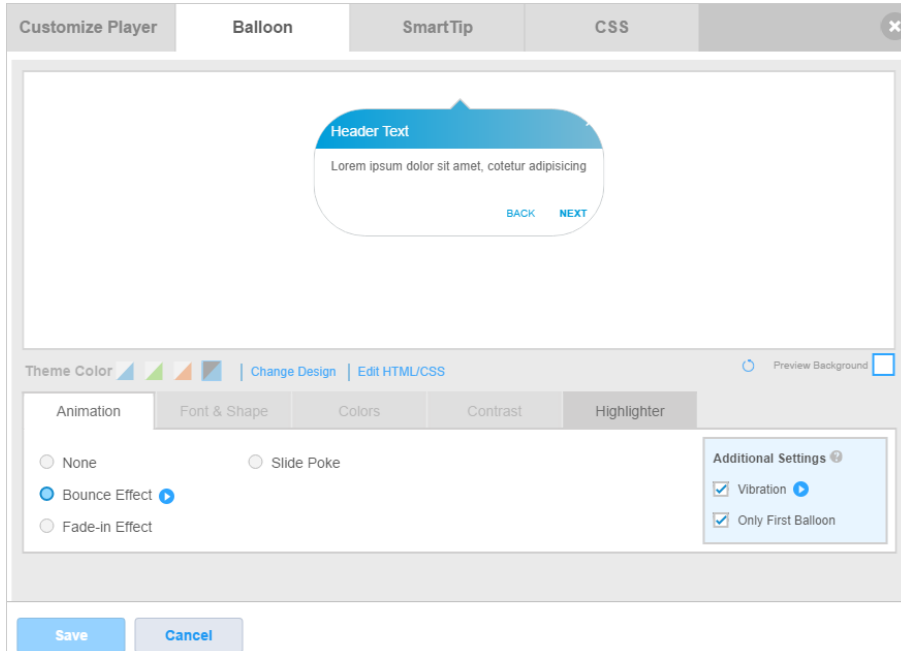 Customize Player Balloon SmartTip CSS
Header Text
Lorem ipsum dolor sit amet, cotetur adipisicing
BACK NEXT
Theme Color Change Design Edit HTML/CSS Preview Background
Animation Font & Shape Colors Contrast Highlighter
None Slide Poke Additional Settings
Bounce Effect Vibration
Fade-in Effect Only First Balloon
Save Cancel